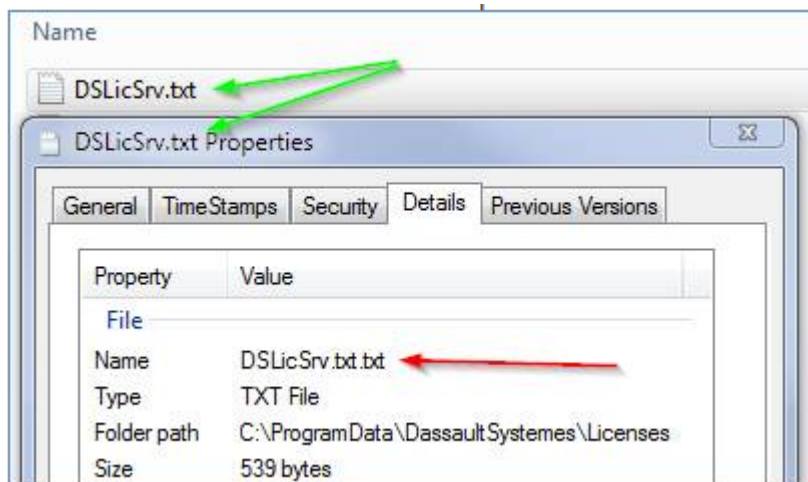 Name
DSLicSrv.txt
DSLicSrv.txt Properties
General TimeStamps Security Details Previous Versions
Property Value
File
Name DSLicSrv.txt.txt
Type TXT File
Folder path C:\ProgramData\DassaultSystemes\Licenses
Size 539 bytes